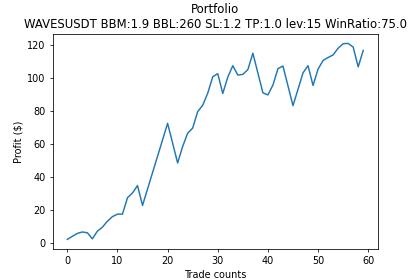 Portfolio
WAVESUSDT BBM:1.9 BBL:260 SL:1.2 TP:1.0 lev:15 WinRatio:75.0
120
100
80
60
40
20
0
Profit ($)
0 10 20 30 40 50 60
Trade counts